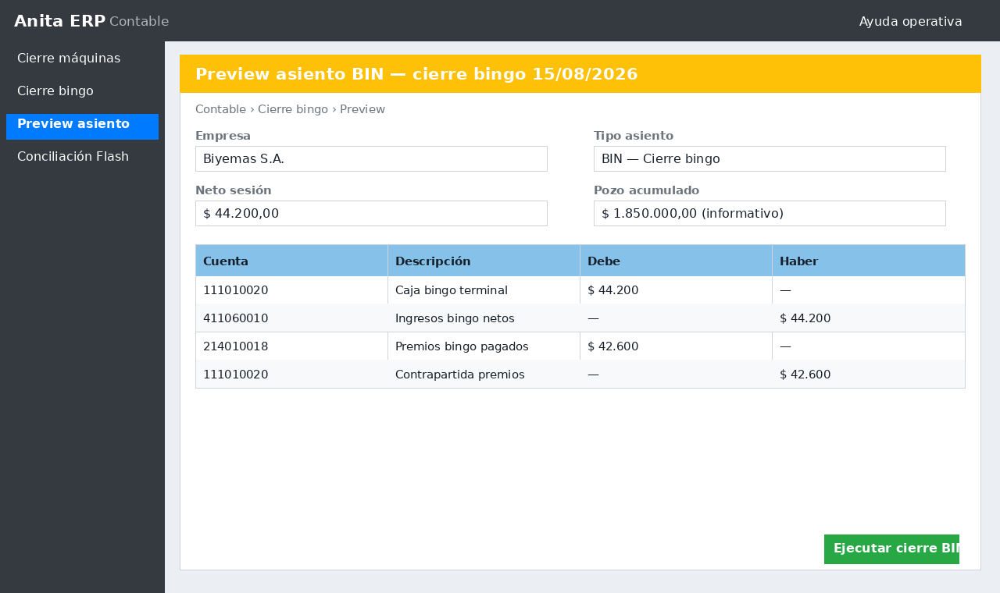 Anita ERP Contable
Ayuda operativa
Cierre máquinas
Cierre bingo
Preview asiento
Conciliación Flash
Preview asiento BIN — cierre bingo 15/08/2026
Contable › Cierre bingo › Preview
Empresa
Biyemas S.A.
Tipo asiento
BIN — Cierre bingo
Neto sesión
$ 44.200,00
Pozo acumulado
$ 1.850.000,00 (informativo)
Cuenta Descripción Debe Haber
111010020 Caja bingo terminal $ 44.200 —
411060010 Ingresos bingo netos — $ 44.200
214010018 Premios bingo pagados $ 42.600 —
111010020 Contrapartida premios — $ 42.600
Ejecutar cierre BIN